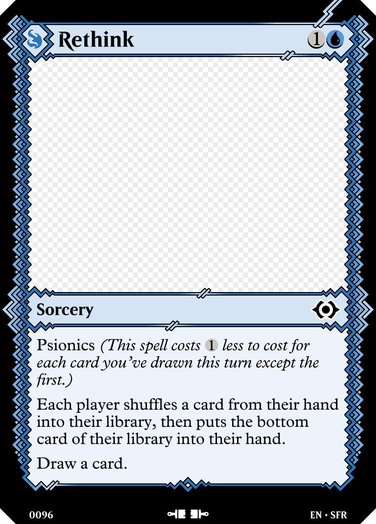 Rethink 1
Sorcery
Psionics (This spell costs 1 less to cost for
each card you've drawn this turn except the
first.)
Each player shuffles a card from their hand
into their library, then puts the bottom
card of their library into their hand.
Draw a card.
0096 EN • SFR